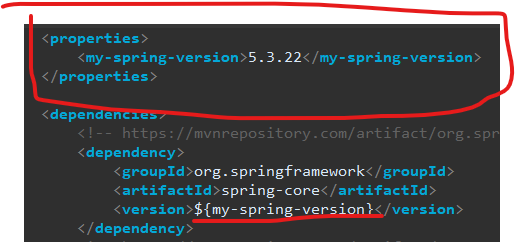 <properties>
<my-spring-version>5.3.22</my-spring-version>
</properties>
<dependencies>
<!-- https://mvnrepository.com/artifact/org.spr
<dependency>
<groupId>org.springframework</groupId>
<artifactId>spring-core</artifactId>
<version>${my-spring-version}</version>
</dependency>